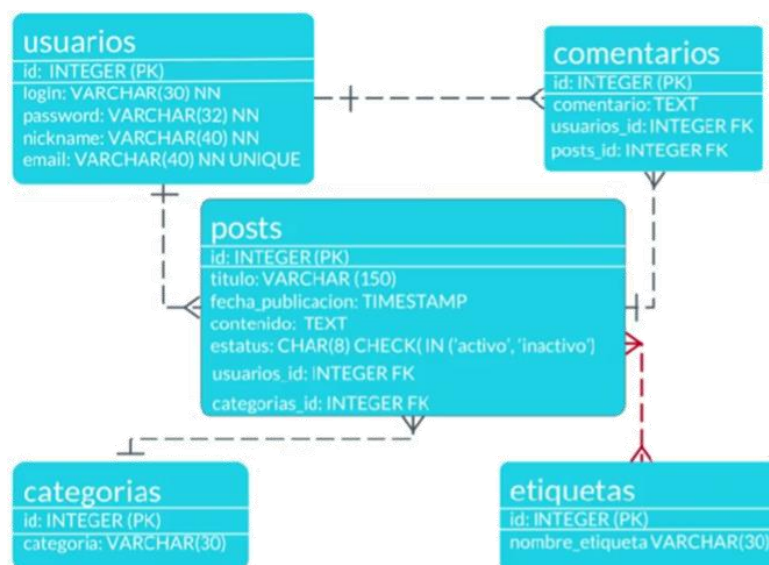 usuarios
id: INTEGER (PK)
login: VARCHAR(30) NN
password: VARCHAR(32) NN
nickname: VARCHAR(40) NN
email: VARCHAR(40) NN UNIQUE
comentarios
id: INTEGER (PK)
comentario: TEXT
usuarios_id: INTEGER FK
posts_id: INTEGER FK
posts
id: INTEGER (PK)
titulo: VARCHAR (150)
fecha_publicacion: TIMESTAMP
contenido: TEXT
estatus: CHAR(8) CHECK( IN ('activo', 'inactivo')
usuarios_id: INTEGER FK
categorias_id: INTEGER FK
categorias
id: INTEGER (PK)
categoria: VARCHAR(30)
etiquetas
id: INTEGER (PK)
nombre_etiqueta VARCHAR(30)